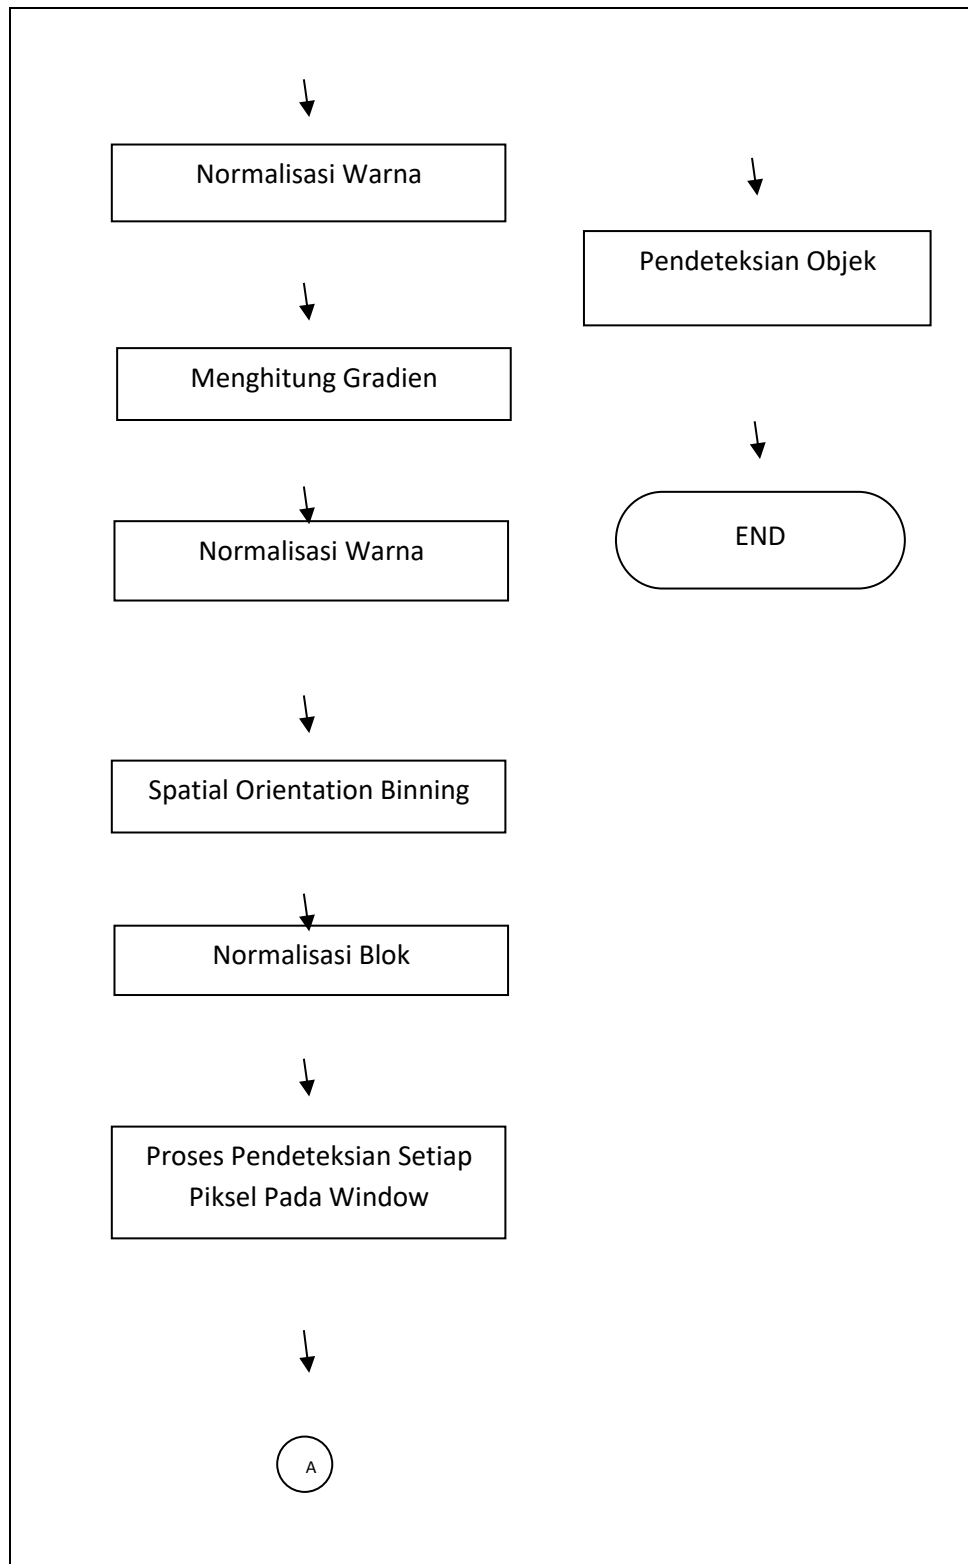 Normalisasi Warna
Menghitung Gradien
Normalisasi Warna
Spatial Orientation Binning
Normalisasi Blok
Proses Pendeteksian Setiap
Piksel Pada Window
A
Pendeteksian Objek
END